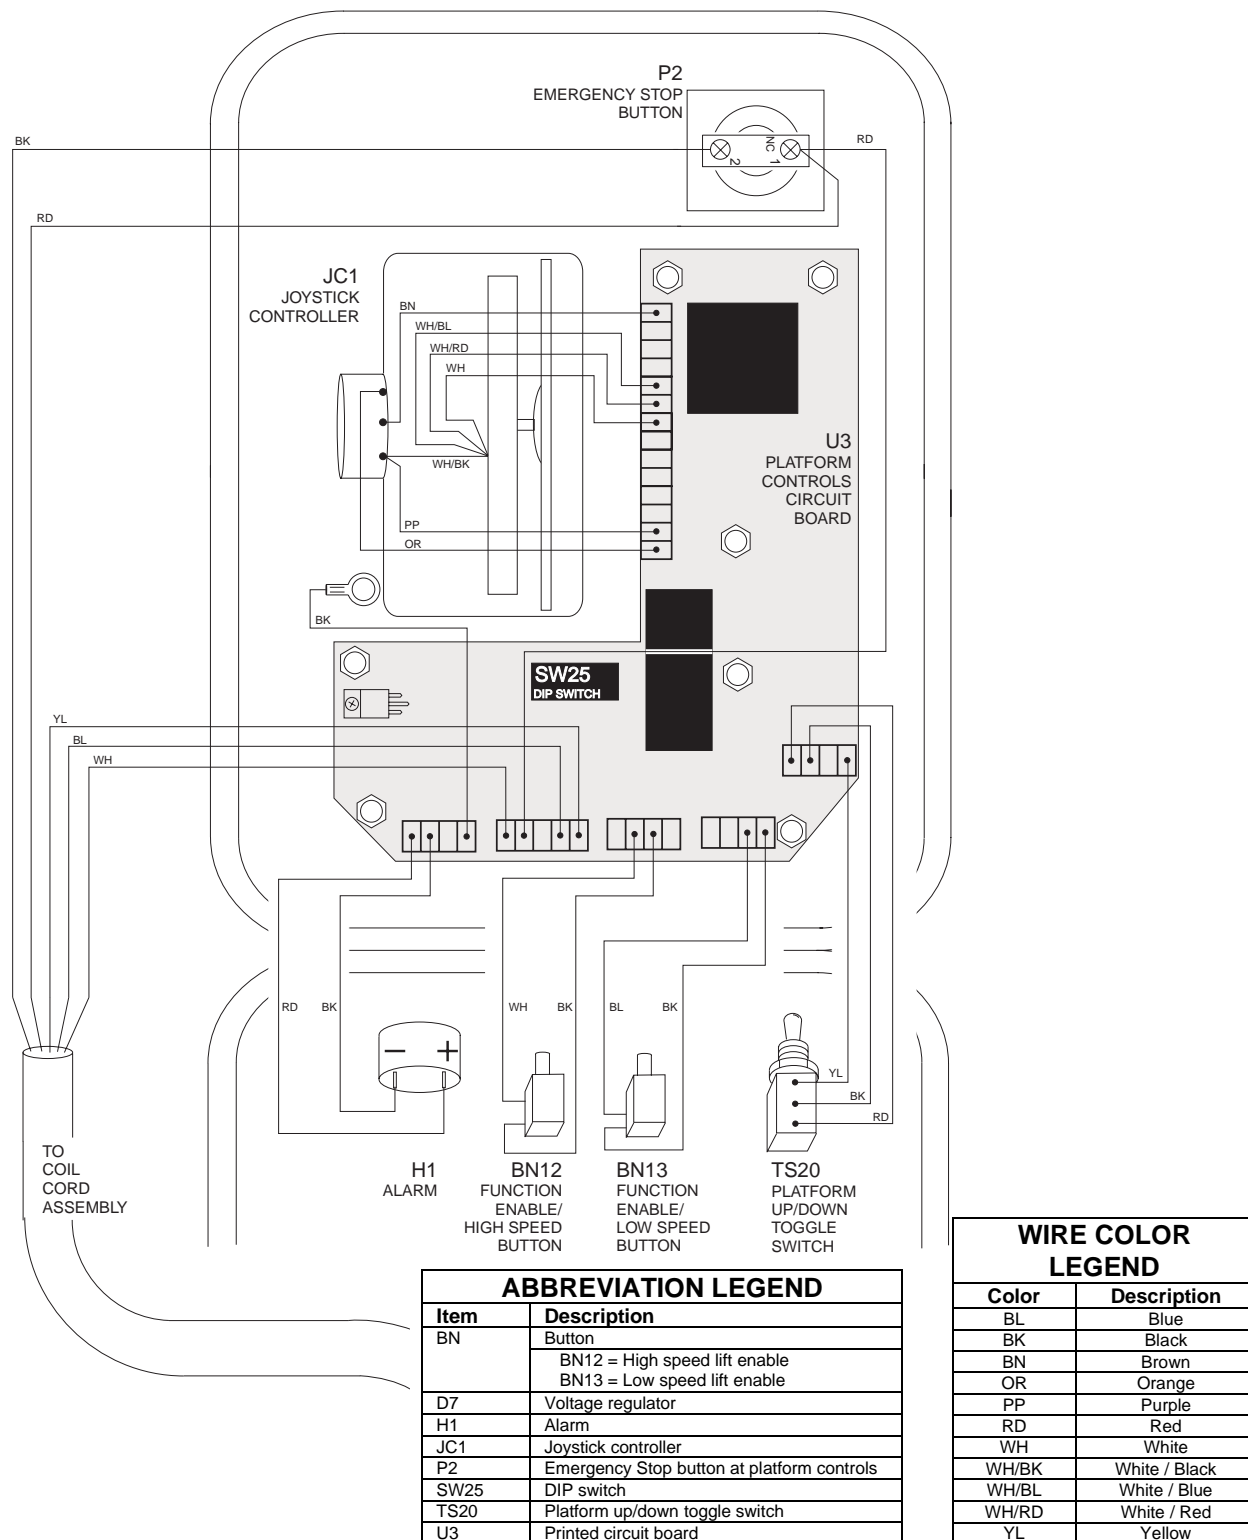 P2
EMERGENCY STOP
BUTTON
BK
RD
NC
2
1
RD
JC1
JOYSTICK
CONTROLLER
BN
WH/BL
WH/RD
WH
WH/BK
PP
OR
U3
PLATFORM
CONTROLS
CIRCUIT
BOARD
BK
SW25
DIP SWITCH
YL
BL
WH
RD
BK
WH
BK
BL
BK
YL
BK
RD
− +
TO
COIL
CORD
ASSEMBLY
H1
ALARM
BN12
FUNCTION
ENABLE/
HIGH SPEED
BUTTON
BN13
FUNCTION
ENABLE/
LOW SPEED
BUTTON
TS20
PLATFORM
UP/DOWN
TOGGLE
SWITCH
ABBREVIATION LEGEND
Item Description
BN Button
BN12 = High speed lift enable
BN13 = Low speed lift enable
D7 Voltage regulator
H1 Alarm
JC1 Joystick controller
P2 Emergency Stop button at platform controls
SW25 DIP switch
TS20 Platform up/down toggle switch
U3 Printed circuit board
WIRE COLOR
LEGEND
Color Description
BL Blue
BK Black
BN Brown
OR Orange
PP Purple
RD Red
WH White
WH/BK White / Black
WH/BL White / Blue
WH/RD White / Red
YL Yellow